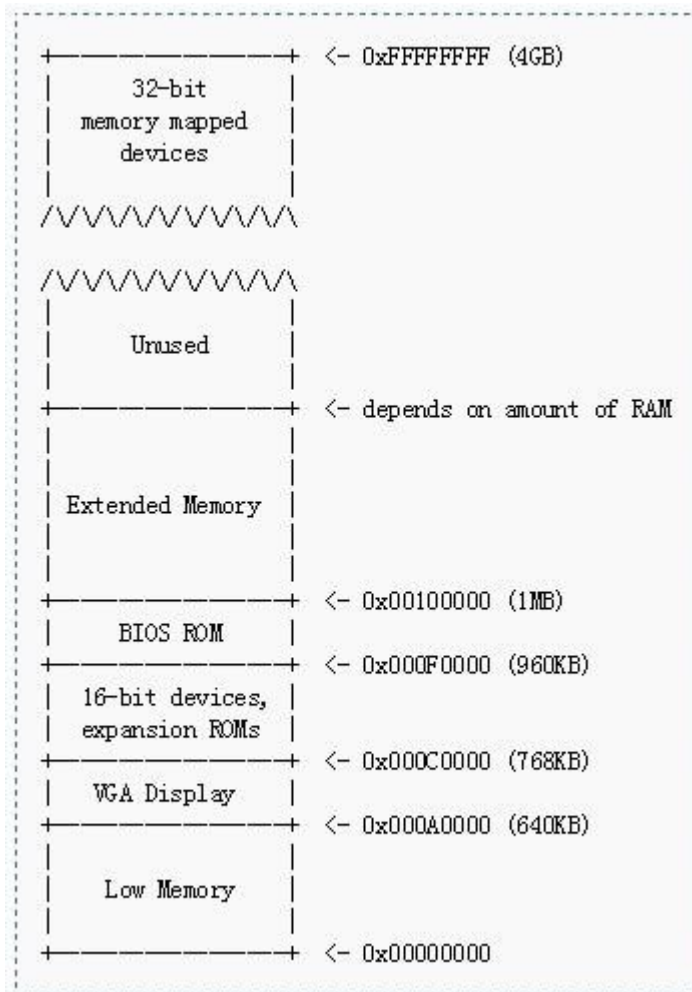 +------------------+ <- 0xFFFFFFFF (4GB)
| 32-bit |
| memory mapped |
| devices |
| |
/\/\/\/\/\/\/\/\/\/\
/\/\/\/\/\/\/\/\/\/\
| |
| Unused |
| |
+------------------+ <- depends on amount of RAM
| |
| |
| Extended Memory |
| |
| |
+------------------+ <- 0x00100000 (1MB)
| BIOS ROM |
+------------------+ <- 0x000F0000 (960KB)
| 16-bit devices, |
| expansion ROMs |
+------------------+ <- 0x000C0000 (768KB)
| VGA Display |
+------------------+ <- 0x000A0000 (640KB)
| |
| Low Memory |
| |
+------------------+ <- 0x00000000